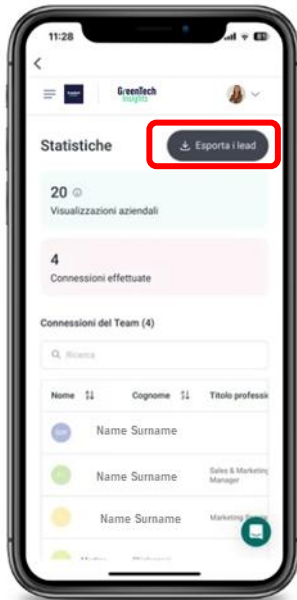 11:28
GreenTech
Insights
Statistiche
Esporta i lead
20
Visualizzazioni aziendali
4
Connessioni effettuate
Connessioni del Team (4)
Ricerca
Nome Cognome Titolo professi
Name Surname
Name Surname Sales & Marketing
Manager
Name Surname Marketing